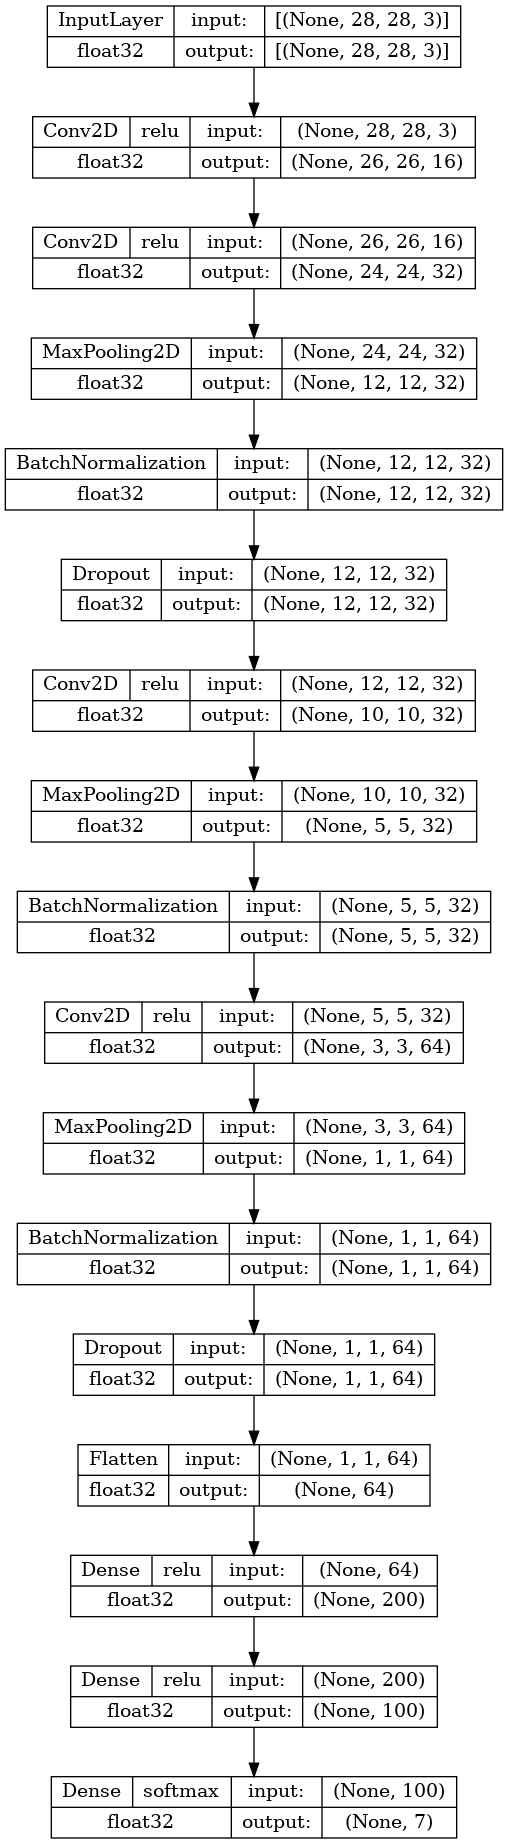 InputLayer input: [(None, 28, 28, 3)]
float32 output: [(None, 28, 28, 3)]
Conv2D relu input: (None, 28, 28, 3)
float32 output: (None, 26, 26, 16)
Conv2D relu input: (None, 26, 26, 16)
float32 output: (None, 24, 24, 32)
MaxPooling2D input: (None, 24, 24, 32)
float32 output: (None, 12, 12, 32)
BatchNormalization input: (None, 12, 12, 32)
float32 output: (None, 12, 12, 32)
Dropout input: (None, 12, 12, 32)
float32 output: (None, 12, 12, 32)
Conv2D relu input: (None, 12, 12, 32)
float32 output: (None, 10, 10, 32)
MaxPooling2D input: (None, 10, 10, 32)
float32 output: (None, 5, 5, 32)
BatchNormalization input: (None, 5, 5, 32)
float32 output: (None, 5, 5, 32)
Conv2D relu input: (None, 5, 5, 32)
float32 output: (None, 3, 3, 64)
MaxPooling2D input: (None, 3, 3, 64)
float32 output: (None, 1, 1, 64)
BatchNormalization input: (None, 1, 1, 64)
float32 output: (None, 1, 1, 64)
Dropout input: (None, 1, 1, 64)
float32 output: (None, 1, 1, 64)
Flatten input: (None, 1, 1, 64)
float32 output: (None, 64)
Dense relu input: (None, 64)
float32 output: (None, 200)
Dense relu input: (None, 200)
float32 output: (None, 100)
Dense softmax input: (None, 100)
float32 output: (None, 7)